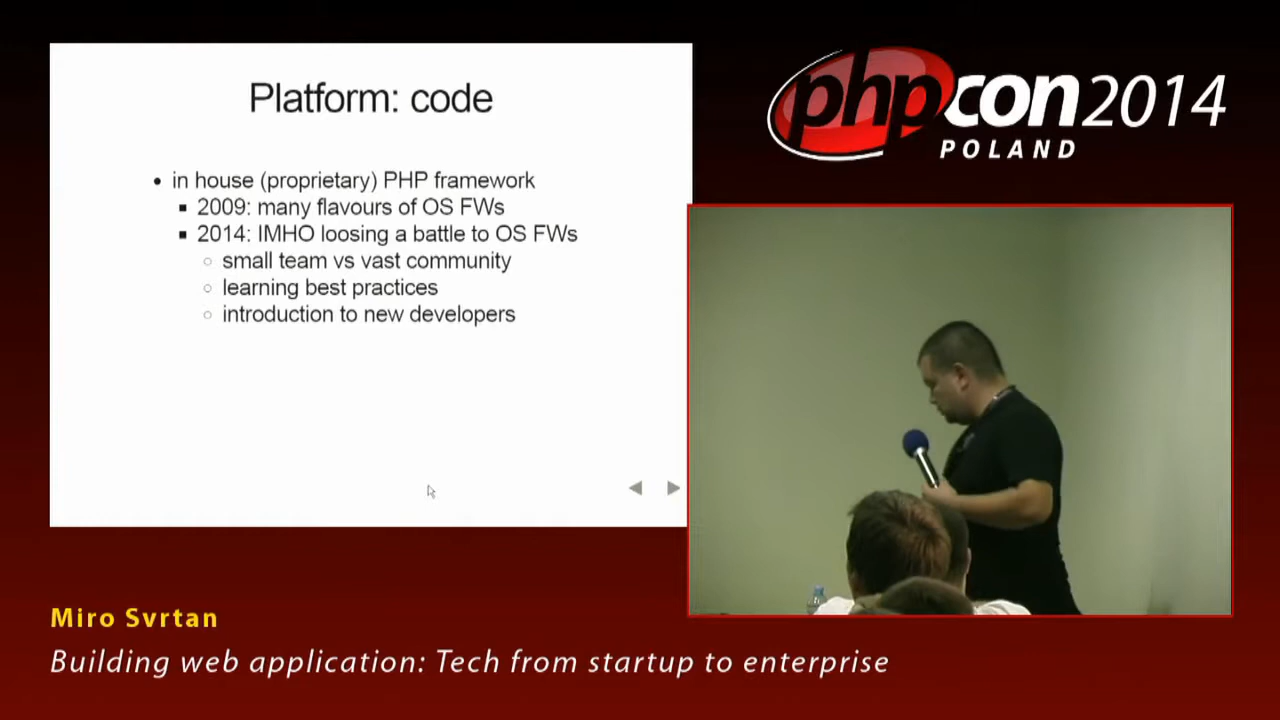 Platform: code
• in house (proprietary) PHP framework
▪ 2009: many flavours of OS FWs
▪ 2014: IMHO loosing a battle to OS FWs
○ small team vs vast community
○ learning best practices
○ introduction to new developers
phpcon2014
POLAND
Miro Svrtan
Building web application: Tech from startup to enterprise